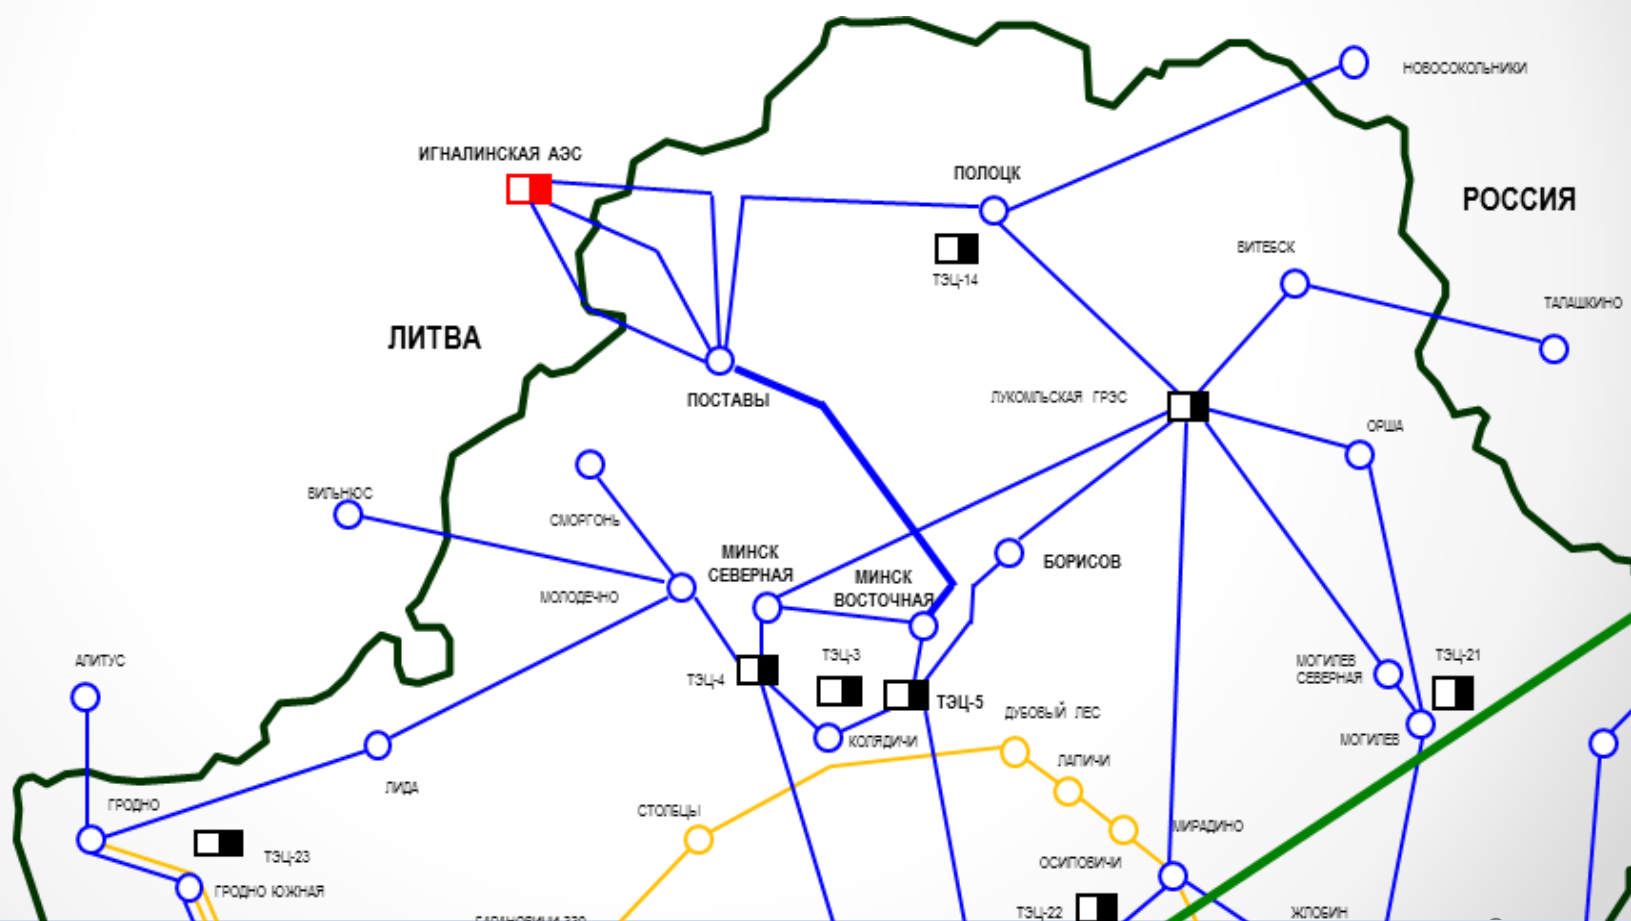 НОВОСОКОЛЬНИКИ
ИГНАЛИНСКАЯ АЭС
ПОЛОЦК
РОССИЯ
ВИТЕБСК
ТЭЦ-14
ТАЛАШКИНО
ЛИТВА
ЛУКОМЛЬСКАЯ ГРЭС
ПОСТАВЫ
ОРША
ВИЛЬНЮС
СМОРГОНЬ
МИНСК
СЕВЕРНАЯ
МИНСК
ВОСТОЧНАЯ
БОРИСОВ
МОЛОДЕЧНО
АЛИТУС
ТЭЦ-3
МОГИЛЕВ
СЕВЕРНАЯ
ТЭЦ-21
ТЭЦ-4
ТЭЦ-5
ДУБОВЫЙ ЛЕС
КОЛЯДИЧИ
МОГИЛЕВ
ЛАПИЧИ
ЛИДА
ГРОДНО
СТОЛБЦЫ
МИРАДИНО
ТЭЦ-23
ОСИПОВИЧИ
ГРОДНО ЮЖНАЯ
ТЭЦ-22
ЖЛОБИН
БАРАНОВИЧИ 330